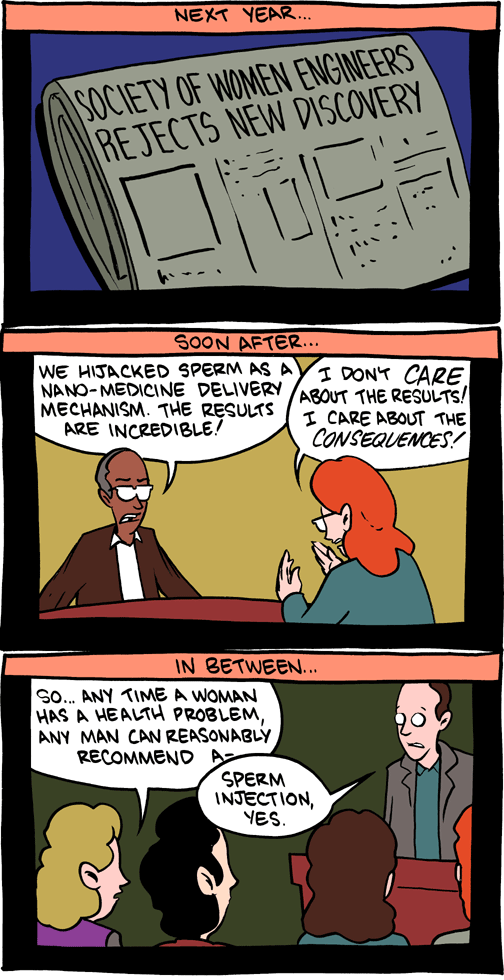 NEXT YEAR...
SOCIETY OF WOMEN ENGINEERS
REJECTS NEW DISCOVERY
SOON AFTER...
WE HIJACKED SPERM AS A
NANO-MEDICINE DELIVERY
MECHANISM. THE RESULTS
ARE INCREDIBLE!
I DON'T CARE
ABOUT THE RESULTS!
I CARE ABOUT THE
CONSEQUENCES!
IN BETWEEN...
SO... ANY TIME A WOMAN
HAS A HEALTH PROBLEM,
ANY MAN CAN REASONABLY
RECOMMEND A-
SPERM
INJECTION,
YES.